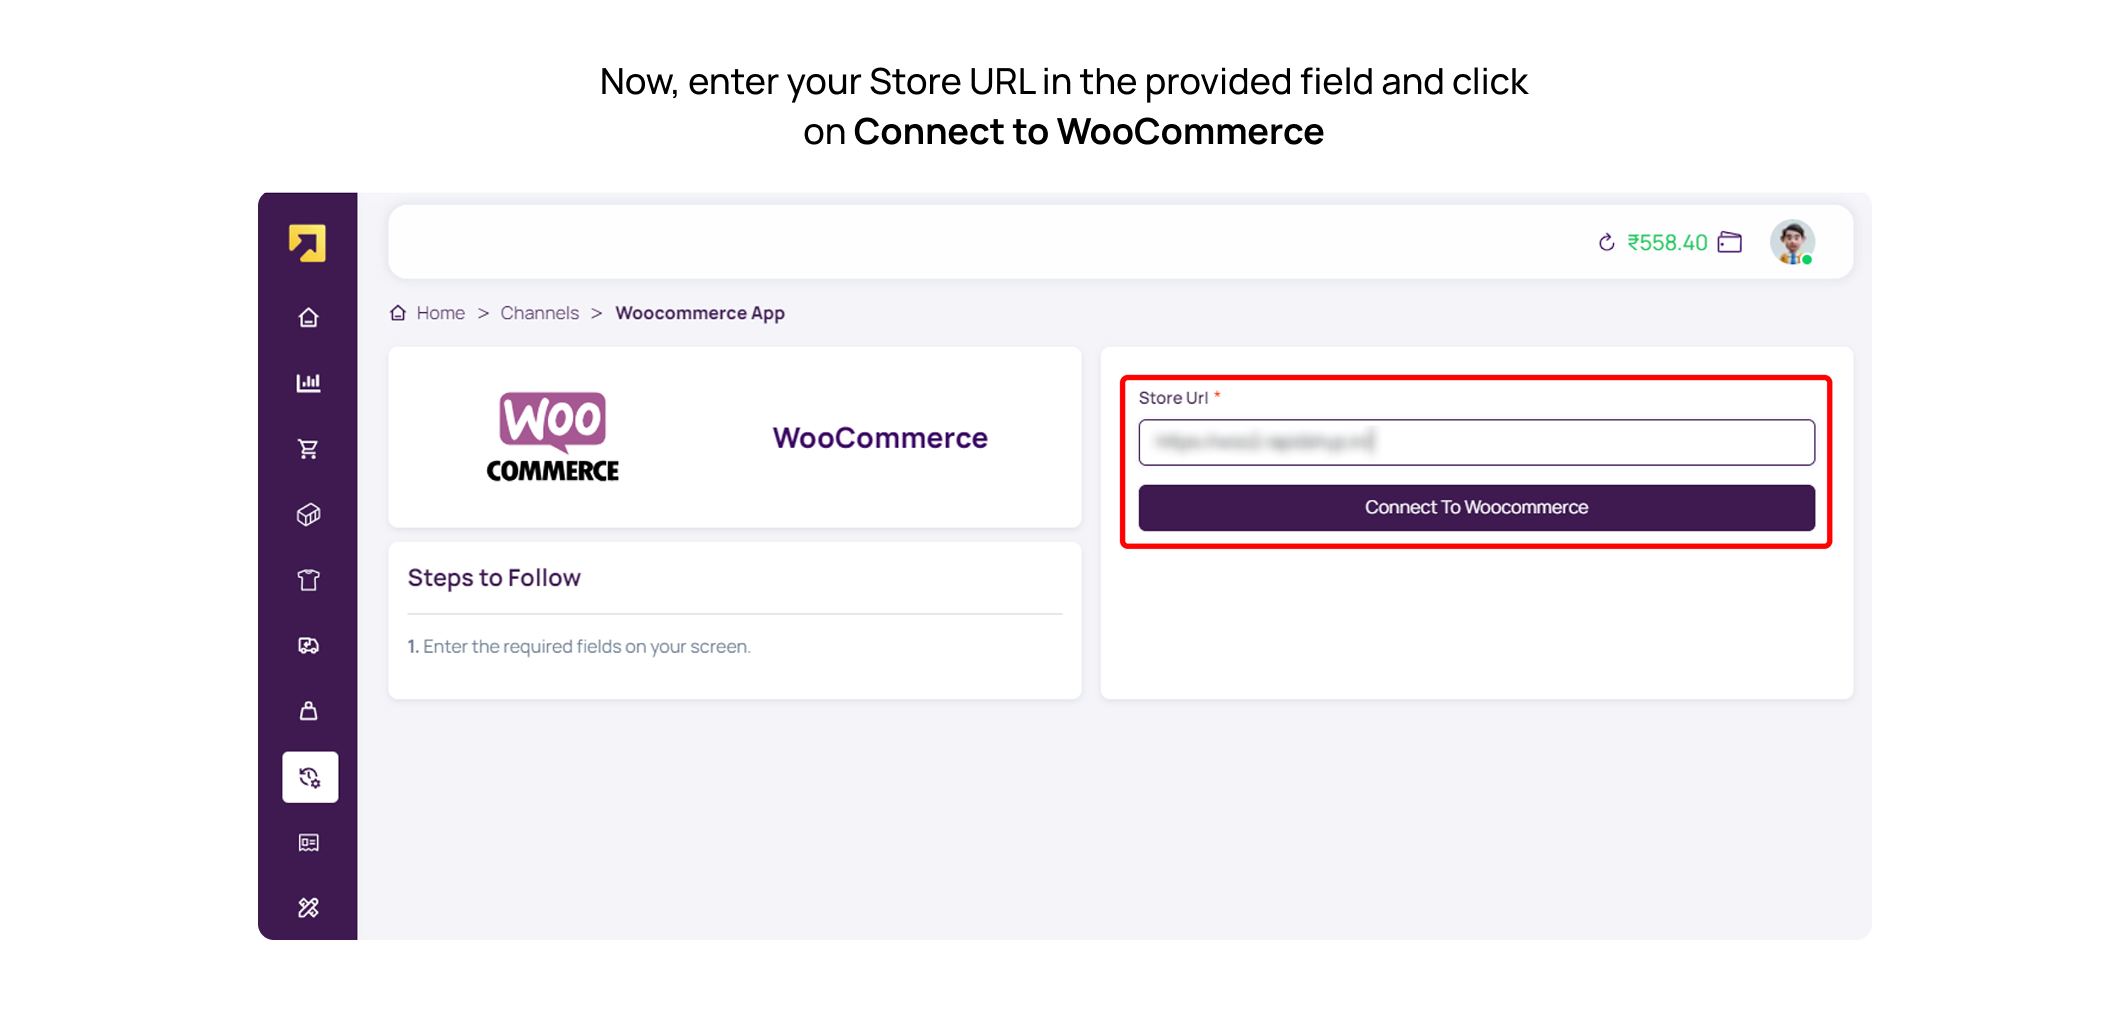 Now, enter your Store URL in the provided field and click
on Connect to WooCommerce
₹558.40
Home > Channels > Woocommerce App
WOO
COMMERCE
WooCommerce
Store Url *
Connect To Woocommerce
Steps to Follow
1. Enter the required fields on your screen.